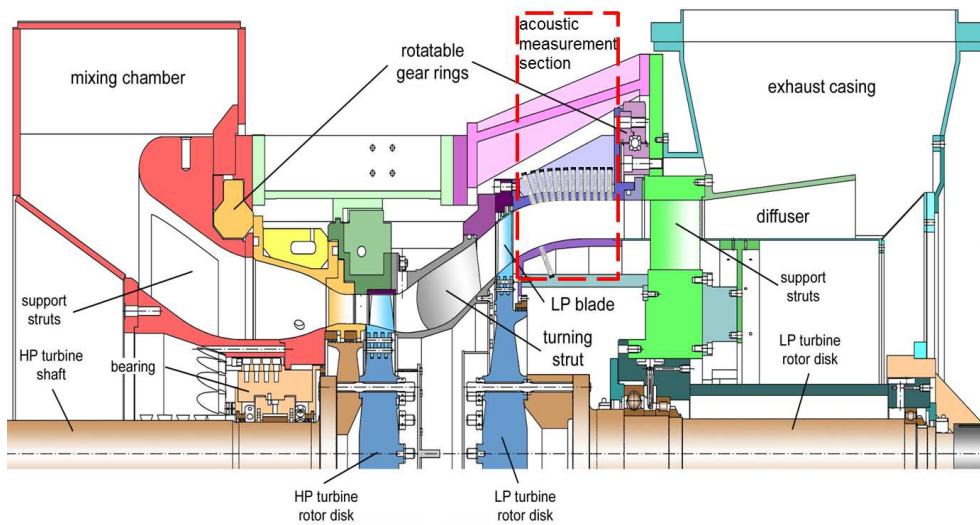 acoustic
measurement
section
mixing chamber
rotatable
gear rings
exhaust casing
diffuser
support
struts
LP blade
support
struts
turning
strut
HP turbine
shaft
bearing
LP turbine
rotor disk
HP turbine
rotor disk
LP turbine
rotor disk